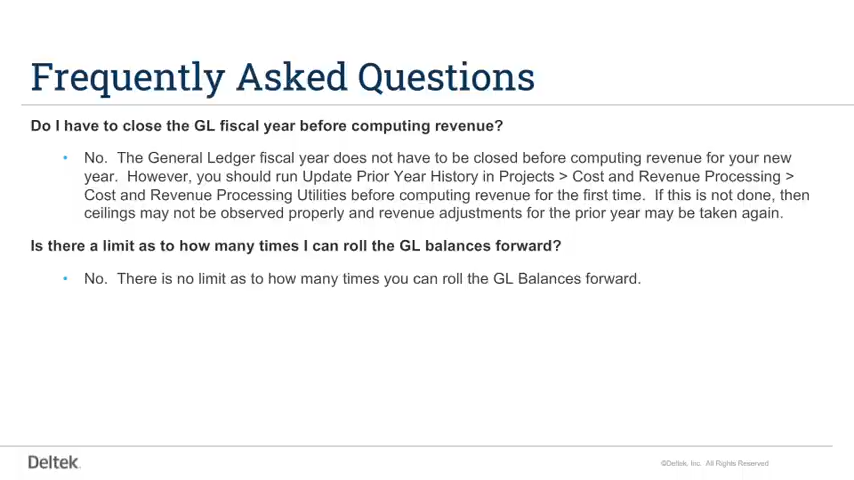 Frequently Asked Questions
Do I have to close the GL fiscal year before computing revenue?
• No.  The General Ledger fiscal year does not have to be closed before computing revenue for your new
year.  However, you should run Update Prior Year History in Projects > Cost and Revenue Processing >
Cost and Revenue Processing Utilities before computing revenue for the first time.  If this is not done, then
ceilings may not be observed properly and revenue adjustments for the prior year may be taken again.
Is there a limit as to how many times I can roll the GL balances forward?
• No.  There is no limit as to how many times you can roll the GL Balances forward.
Deltek.
©Deltek, Inc.  All Rights Reserved